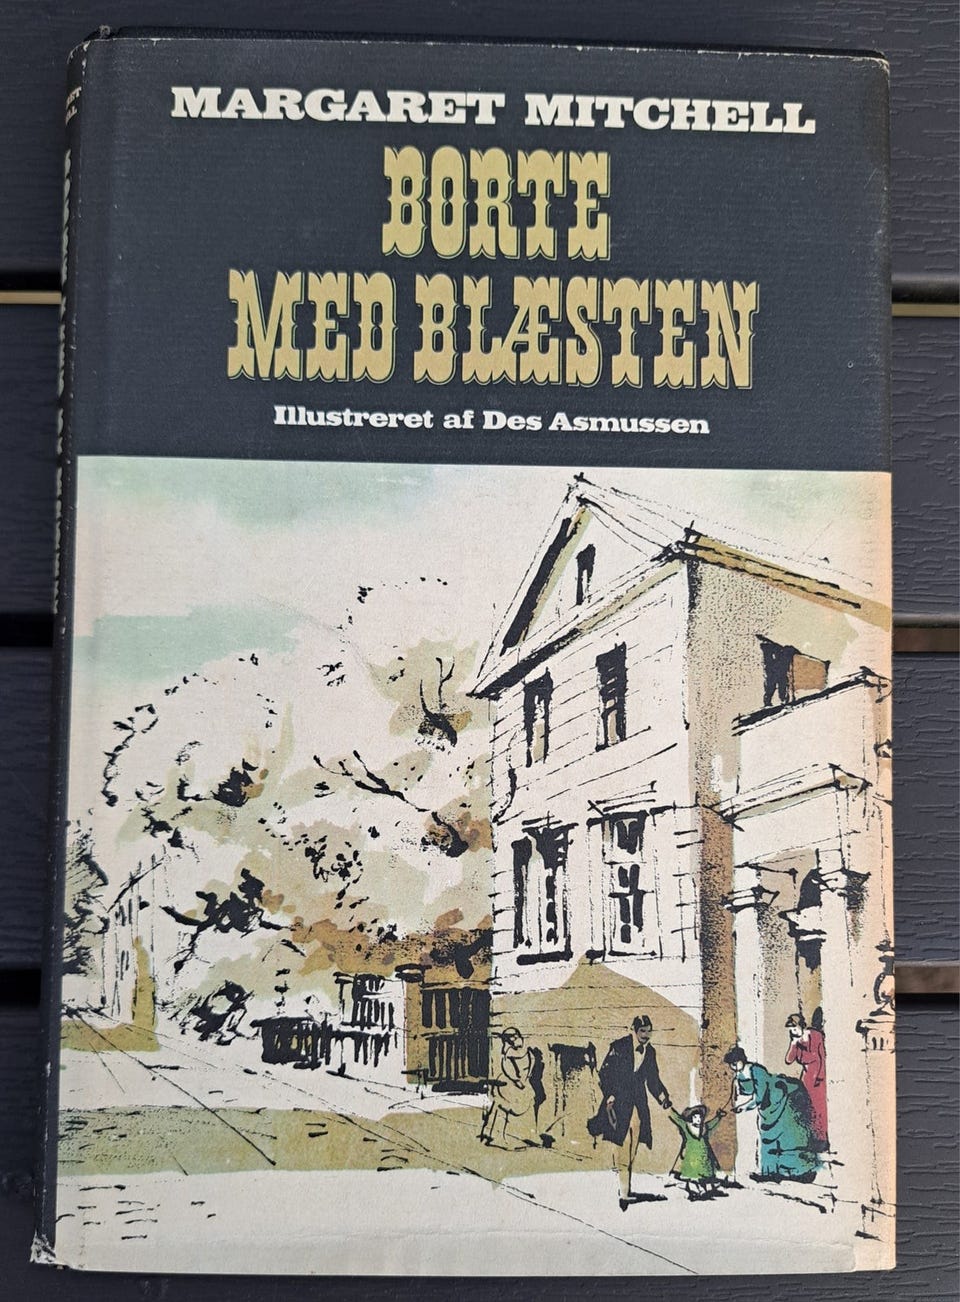 MARGARET MITCHELL
BORTE
MED BLÆSTEN
Illustreret af Des Asmussen